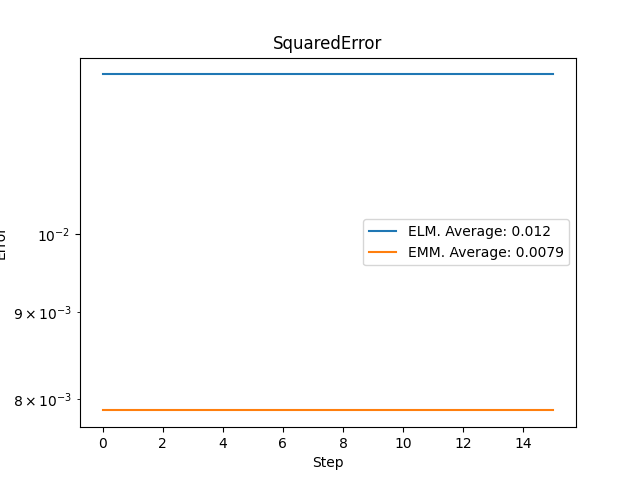 SquaredError
Error
10⁻²
9 × 10⁻³
8 × 10⁻³
ELM. Average: 0.012
EMM. Average: 0.0079
0 2 4 6 8 10 12 14
Step